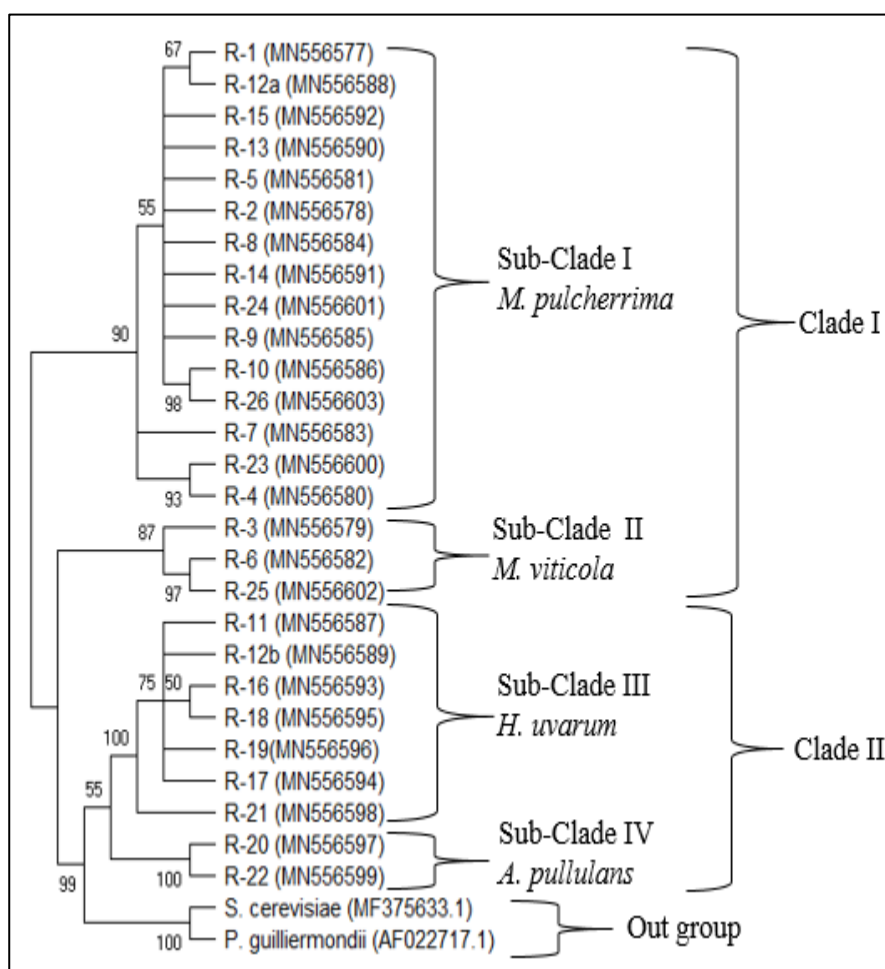 67
R-1 (MN556577)
R-12a (MN556588)
R-15 (MN556592)
R-13 (MN556590)
R-5 (MN556581)
55
R-2 (MN556578)
R-8 (MN556584)
Sub-Clade I
R-14 (MN556591)
M. pulcherrima
R-24 (MN556601)
Clade I
90
R-9 (MN556585)
R-10 (MN556586)
98
R-26 (MN556603)
R-7 (MN556583)
R-23 (MN556600)
93
R-4 (MN556580)
87
R-3 (MN556579)
Sub-Clade II
R-6 (MN556582)
M. viticola
97
R-25 (MN556602)
R-11 (MN556587)
R-12b (MN556589)
75 50
R-16 (MN556593)
Sub-Clade III
R-18 (MN556595)
H. uvarum
100
R-19(MN556596)
Clade II
R-17 (MN556594)
55
R-21 (MN556598)
R-20 (MN556597)
Sub-Clade IV
100
R-22 (MN556599)
A. pullulans
99
S. cerevisiae (MF375633.1)
Out group
100
P. guilliermondii (AF022717.1)